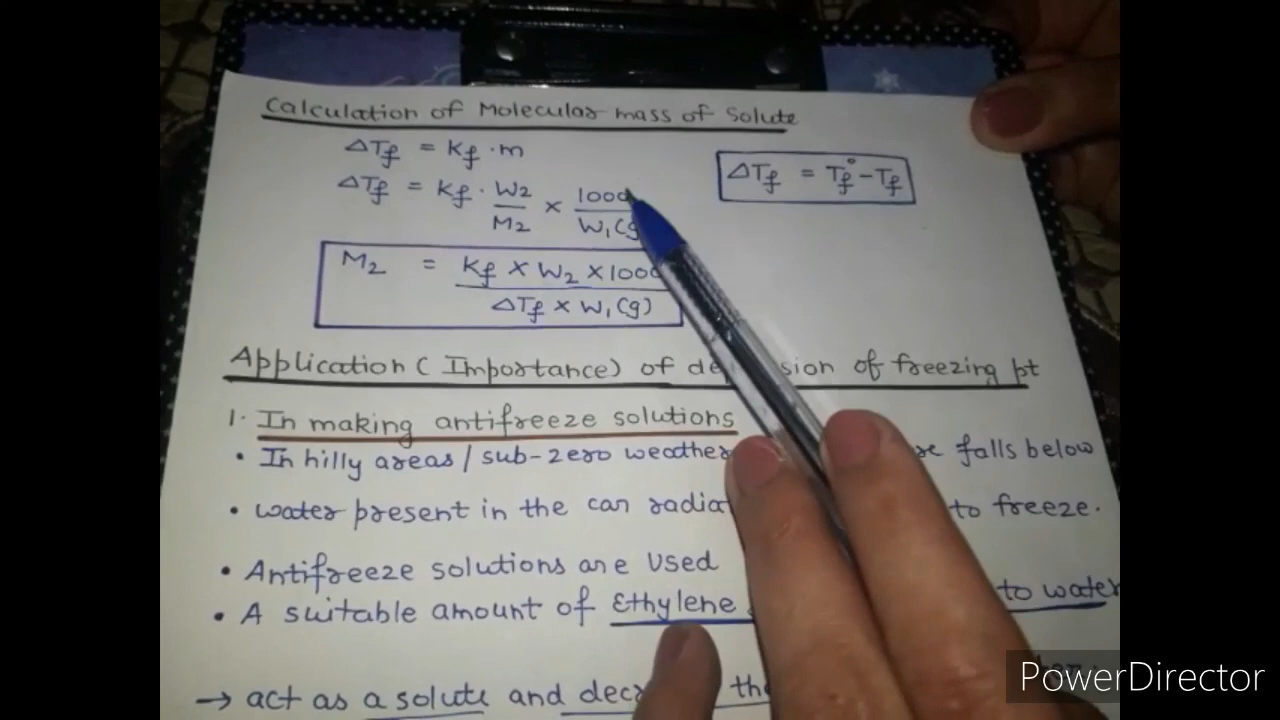 Calculation of Molecular mass of Solute
ΔTf = Kf · m
ΔTf = Tf° - Tf
ΔTf = Kf · W2/M2 × 1000/W1(g
M2 = Kf × W2 × 1000 / ΔTf × W1(g)
Application (Importance) of de sion of freezing pt
1. In making antifreeze solutions
• In hilly areas / sub-zero weather falls below
• water present in the car to freeze.
• Antifreeze solutions are Used
• A suitable amount of Ethylene to water
→ act as a solute and
PowerDirector